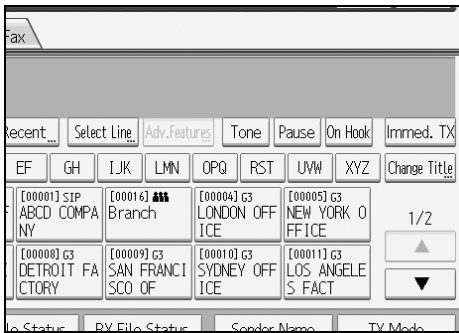 Fax
Recent Select Line Adv.Features Tone Pause On Hook Immed. TX
EF GH IJK LMN OPQ RST UVW XYZ Change Title
[00001] SIP
ABCD COMPA
NY
[00016]
Branch
[00004] G3
LONDON OFF
ICE
[00005] G3
NEW YORK O
FFICE
1/2
[00008] G3
DETROIT FA
CTORY
[00009] G3
SAN FRANCI
SCO OF
[00010] G3
SYDNEY OFF
ICE
[00011] G3
LOS ANGELE
S FACT
Status RX File Status Sender Name TX Mode